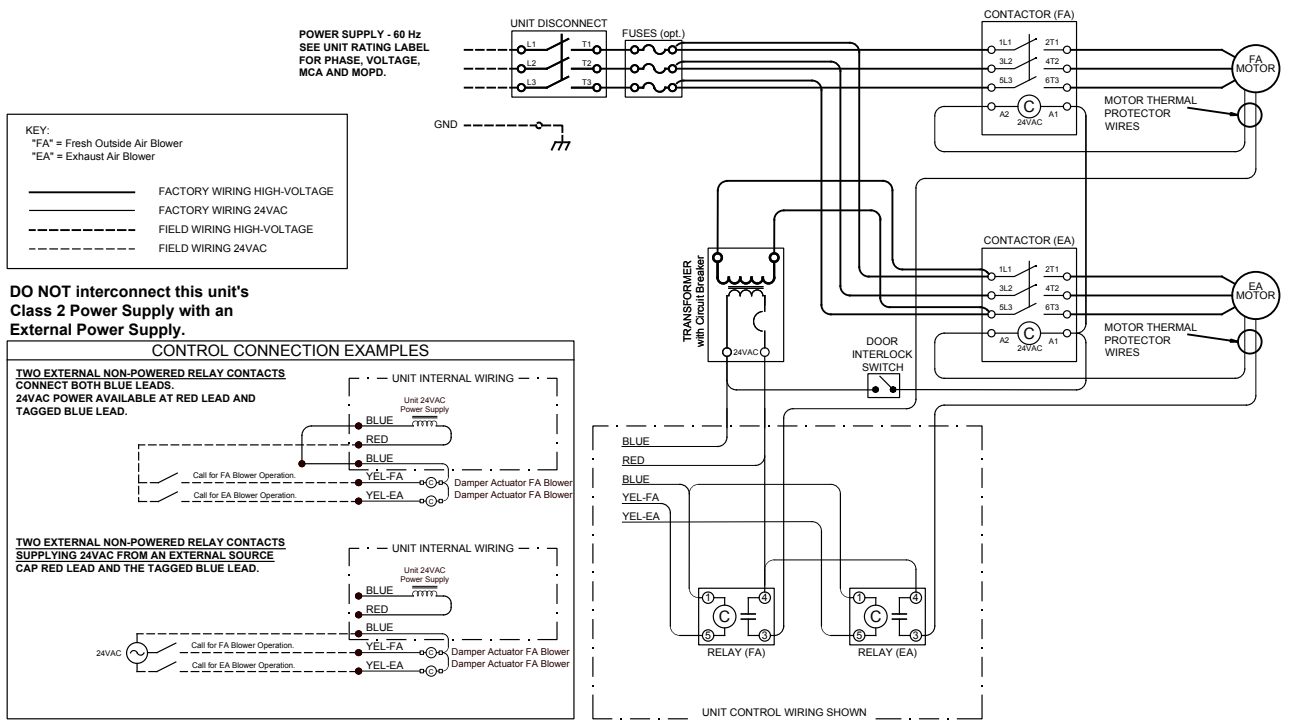 POWER SUPPLY - 60 Hz
SEE UNIT RATING LABEL
FOR PHASE, VOLTAGE,
MCA AND MOPD.
UNIT DISCONNECT
L1 T1
L2 T2
L3 T3
FUSES (opt.)
GND
CONTACTOR (FA)
1L1 2T1
3L2 4T2
5L3 6T3
A2 C A1
24VAC
FA
MOTOR
MOTOR THERMAL
PROTECTOR
WIRES
KEY:
"FA" = Fresh Outside Air Blower
"EA" = Exhaust Air Blower
FACTORY WIRING HIGH-VOLTAGE
FACTORY WIRING 24VAC
FIELD WIRING HIGH-VOLTAGE
FIELD WIRING 24VAC
TRANSFORMER
with Circuit Breaker
24VAC
CONTACTOR (EA)
1L1 2T1
3L2 4T2
5L3 6T3
A2 C A1
24VAC
EA
MOTOR
MOTOR THERMAL
PROTECTOR
WIRES
DOOR
INTERLOCK
SWITCH
DO NOT interconnect this unit's
Class 2 Power Supply with an
External Power Supply.
CONTROL CONNECTION EXAMPLES
TWO EXTERNAL NON-POWERED RELAY CONTACTS
CONNECT BOTH BLUE LEADS.
24VAC POWER AVAILABLE AT RED LEAD AND
TAGGED BLUE LEAD.
UNIT INTERNAL WIRING
Unit 24VAC
Power Supply
BLUE
RED
BLUE
Call for FA Blower Operation. YEL-FA C Damper Actuator FA Blower
Call for EA Blower Operation. YEL-EA C Damper Actuator FA Blower
TWO EXTERNAL NON-POWERED RELAY CONTACTS
SUPPLYING 24VAC FROM AN EXTERNAL SOURCE
CAP RED LEAD AND THE TAGGED BLUE LEAD.
UNIT INTERNAL WIRING
Unit 24VAC
Power Supply
BLUE
RED
BLUE
24VAC
Call for FA Blower Operation. YEL-FA C Damper Actuator FA Blower
Call for EA Blower Operation. YEL-EA C Damper Actuator FA Blower
BLUE
RED
BLUE
YEL-FA
YEL-EA
1 4
C
5 3
RELAY (FA)
1 4
C
5 3
RELAY (EA)
UNIT CONTROL WIRING SHOWN